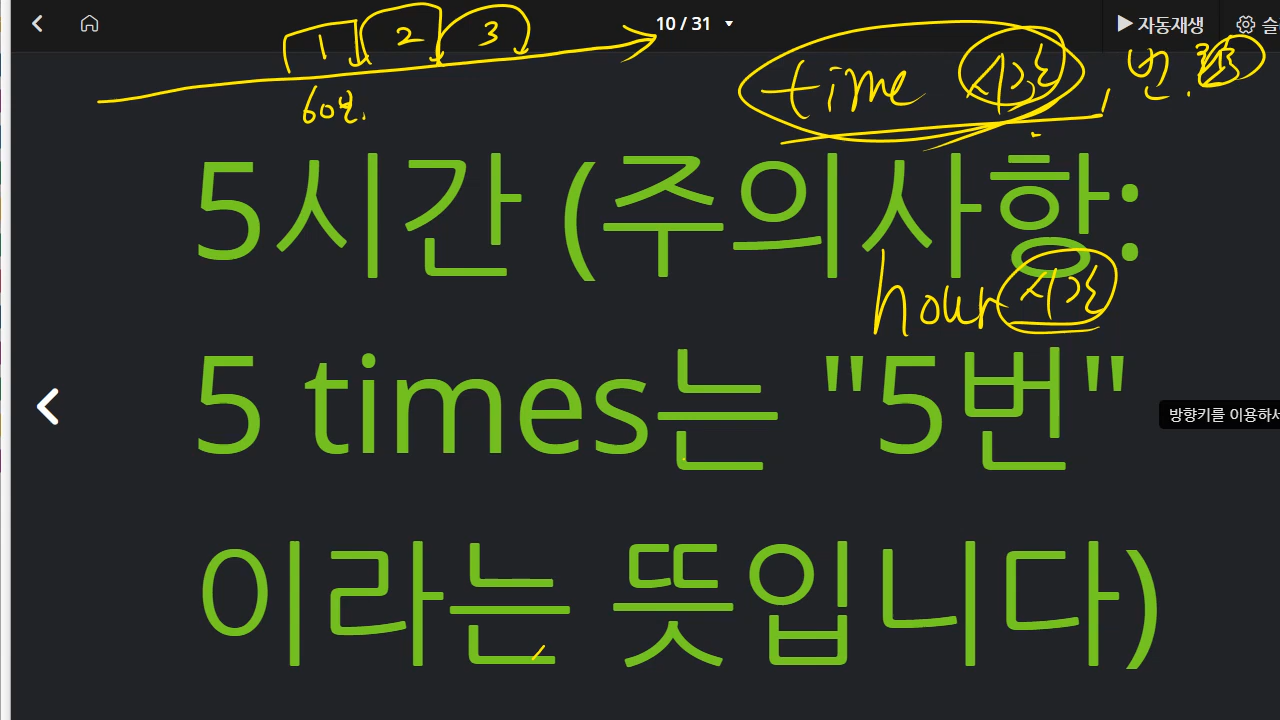 10 / 31
자동재생
슬
1 2 3
60분.
time 시간, 번.
5시간 (주의사항:
hour 시간
5 times는 "5번"
방향키를 이용하세
이라는 뜻입니다)